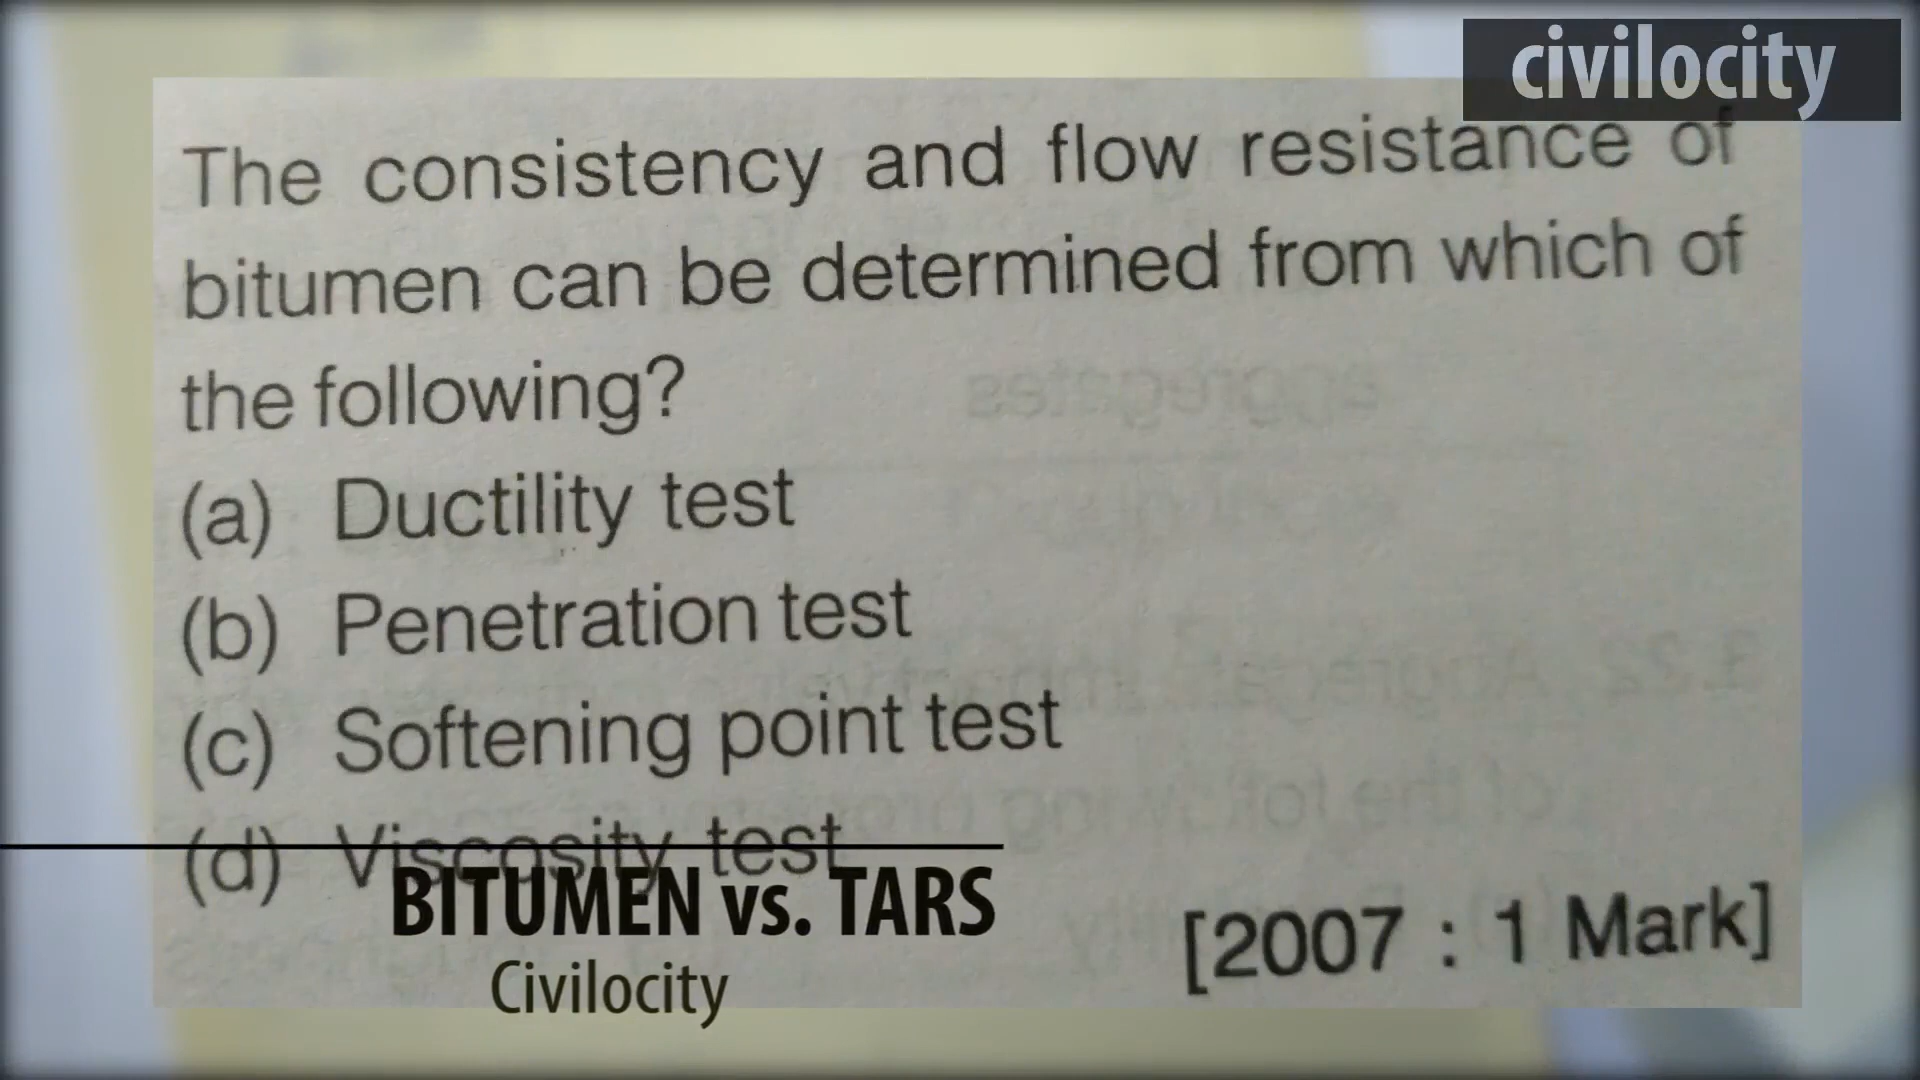 civilocity
The consistency and flow resistance of
bitumen can be determined from which of
the following?
(a) Ductility test
(b) Penetration test
(c) Softening point test
(d) Viscosity test
BITUMEN vs. TARS
[2007 : 1 Mark]
Civilocity